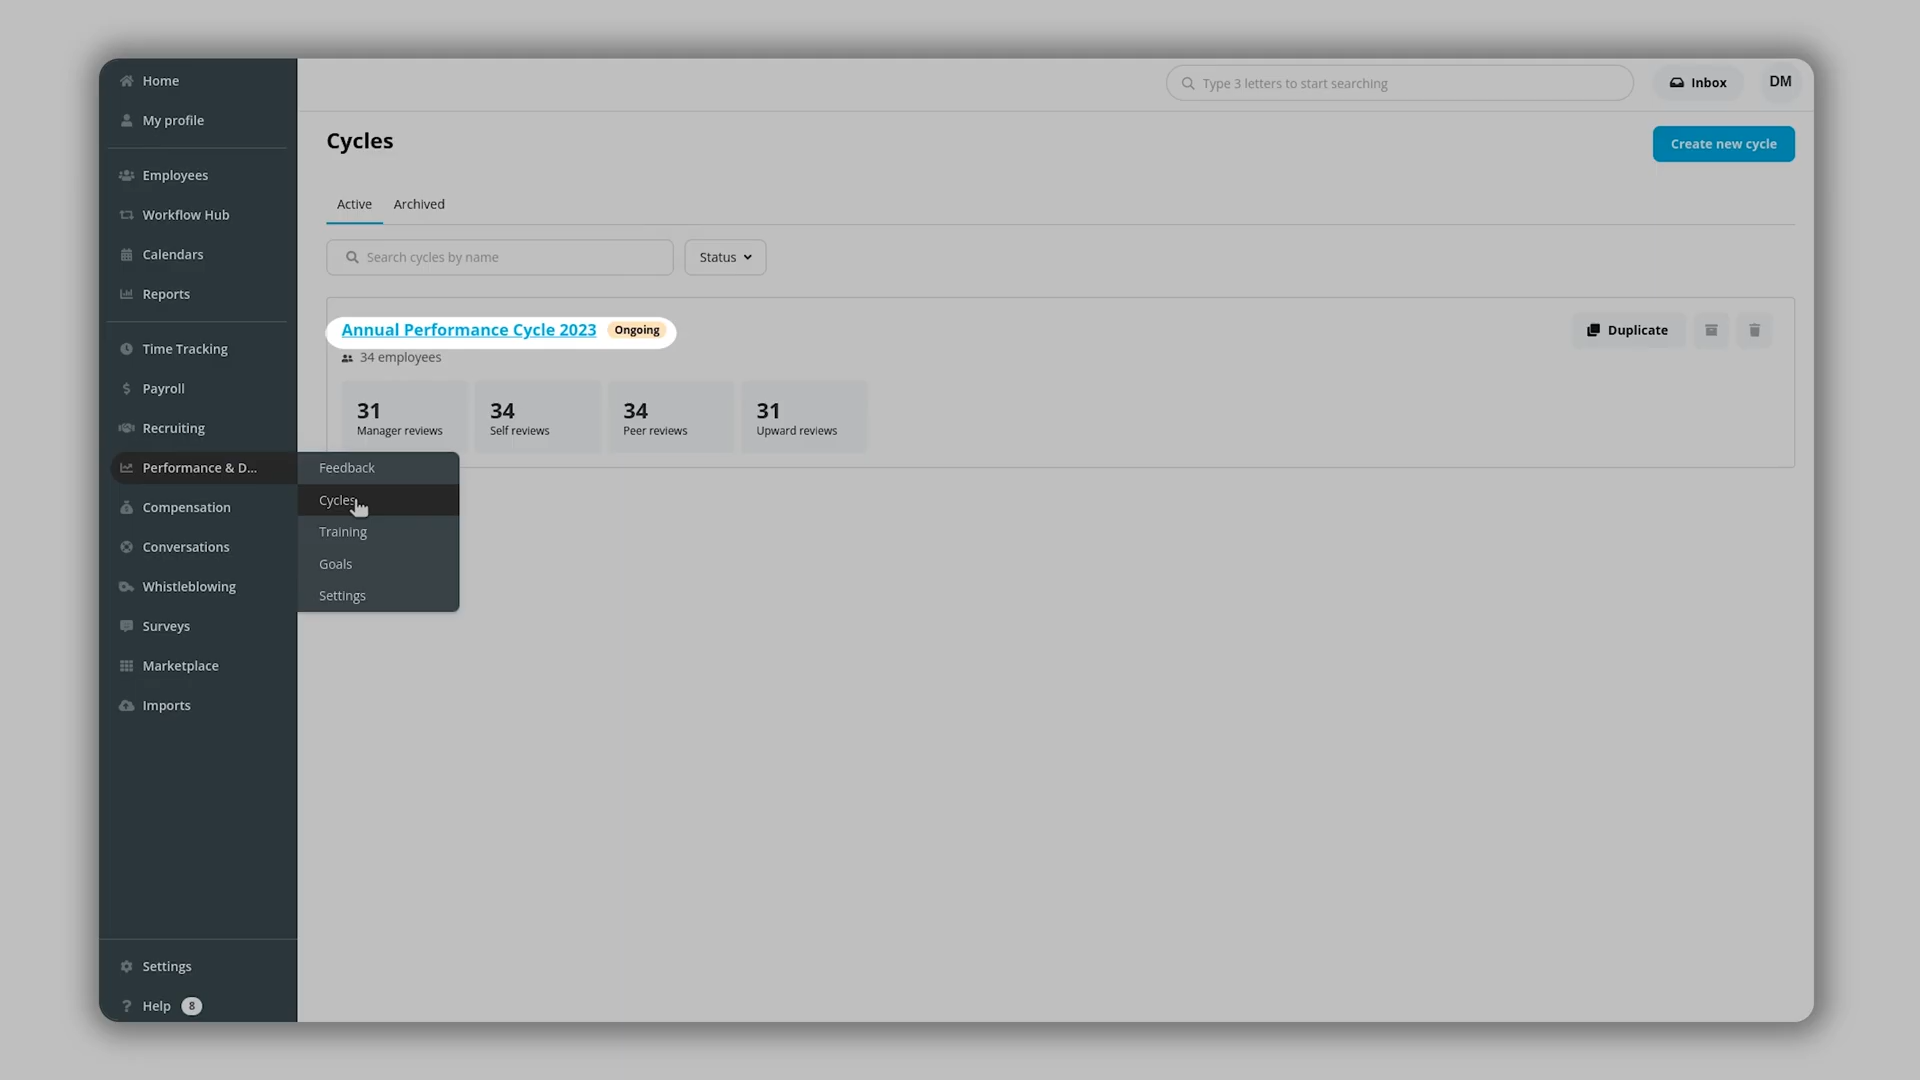 Home
My profile
Employees
Workflow Hub
Calendars
Reports
Time Tracking
Payroll
Recruiting
Performance & D...
Compensation
Conversations
Whistleblowing
Surveys
Marketplace
Imports
Settings
Help 8
Feedback
Cycles
Training
Goals
Settings
Type 3 letters to start searching
Inbox
DM
Cycles
Create new cycle
Active Archived
Search cycles by name
Status
Annual Performance Cycle 2023 Ongoing
Duplicate
34 employees
31
Manager reviews
34
Self reviews
34
Peer reviews
31
Upward reviews